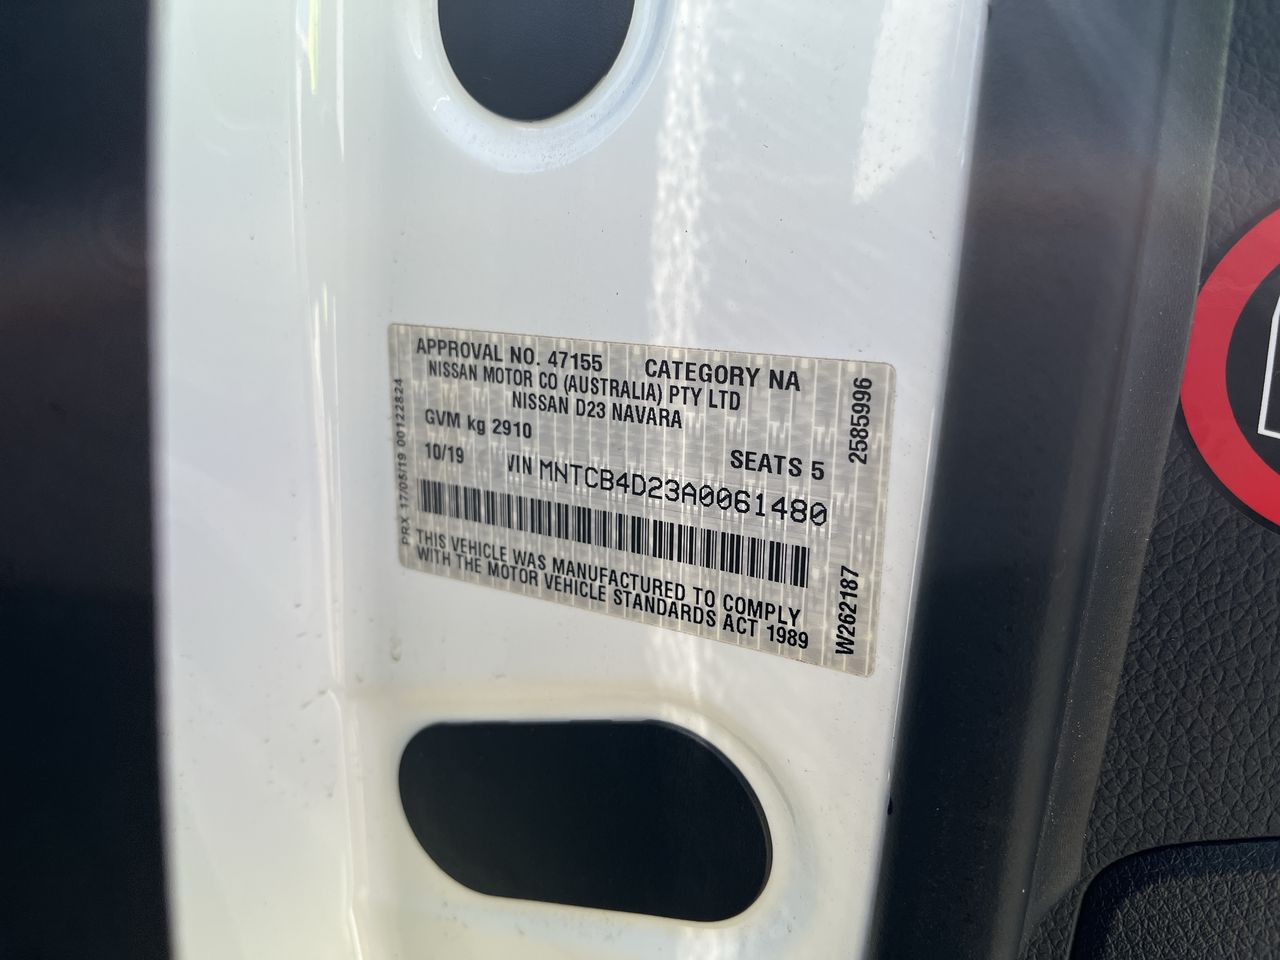 APPROVAL NO. 47155 CATEGORY NA
NISSAN MOTOR CO (AUSTRALIA) PTY LTD
NISSAN D23 NAVARA
GVM kg 2910
SEATS 5
10/19 VIN MNTCB4D23A0061480
THIS VEHICLE WAS MANUFACTURED TO COMPLY
WITH THE MOTOR VEHICLE STANDARDS ACT 1989
PRX 17/05/19 00122824
2585996
W262187